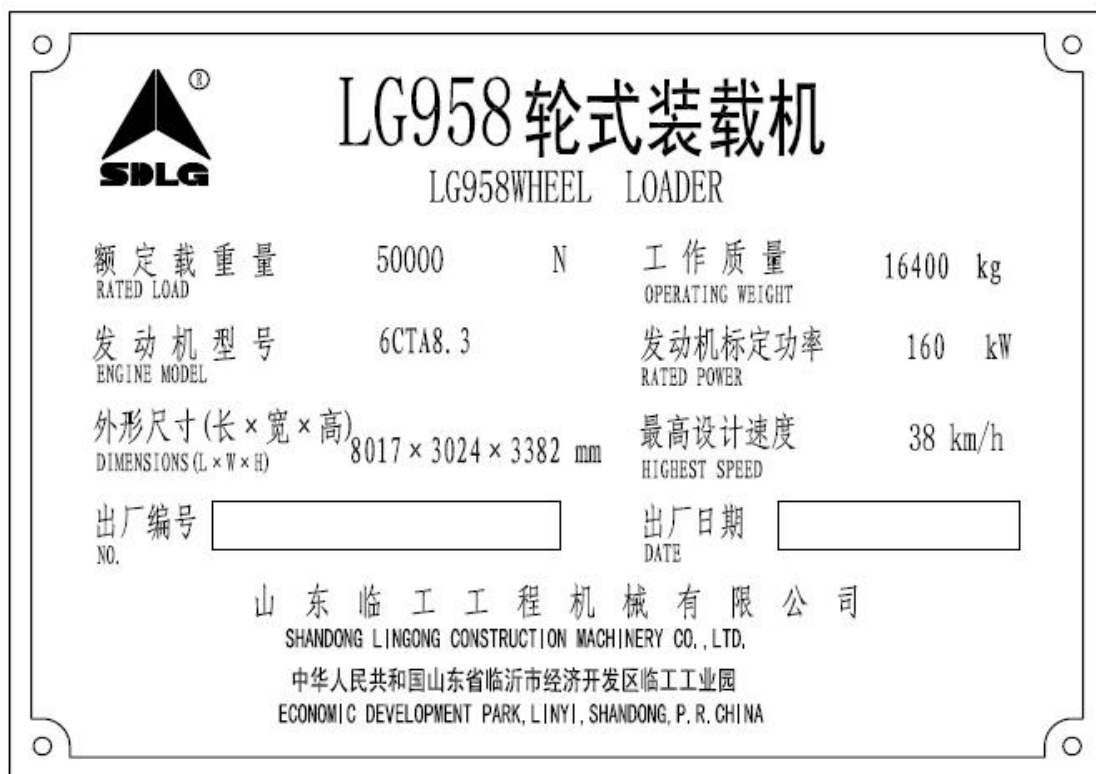 ®
SDLG
LG958轮式装载机
LG958WHEEL LOADER
额定载重量 50000 N 工作质量 16400 kg
RATED LOAD OPERATING WEIGHT
发动机型号 6CTA8.3 发动机标定功率 160 kW
ENGINE MODEL RATED POWER
外形尺寸(长×宽×高) 8017×3024×3382 mm 最高设计速度 38 km/h
DIMENSIONS(L×W×H) HIGHEST SPEED
出厂编号 出厂日期
NO. DATE
山东临工工程机械有限公司
SHANDONG LINGONG CONSTRUCTION MACHINERY CO.,LTD.
中华人民共和国山东省临沂市经济开发区临工工业园
ECONOMIC DEVELOPMENT PARK,LINYI,SHANDONG,P.R.CHINA